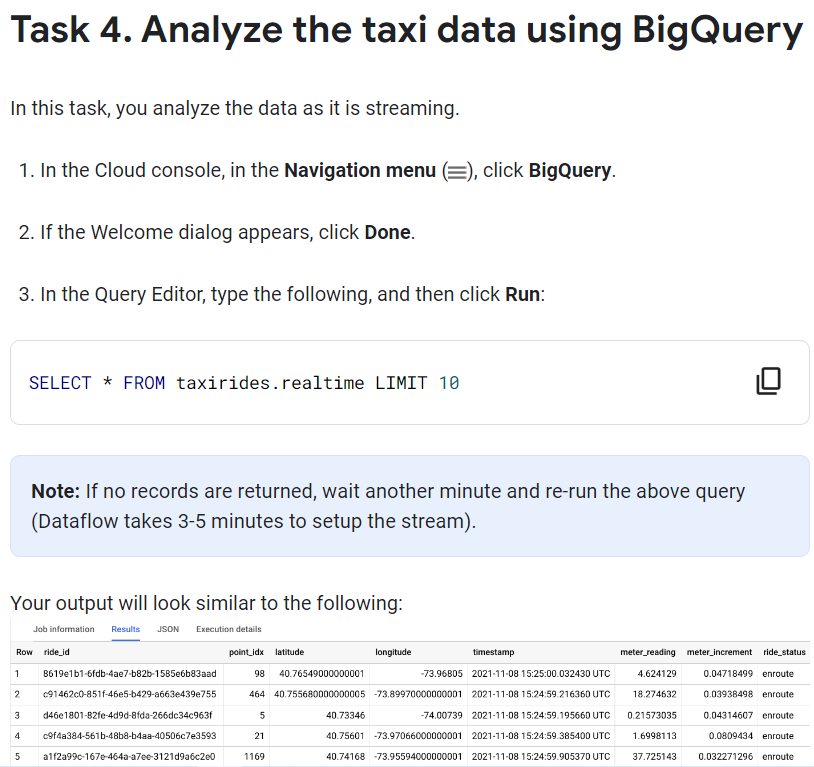 Task 4. Analyze the taxi data using BigQuery
In this task, you analyze the data as it is streaming.
1. In the Cloud console, in the Navigation menu (≡), click BigQuery.
2. If the Welcome dialog appears, click Done.
3. In the Query Editor, type the following, and then click Run:
SELECT * FROM taxirides.realtime LIMIT 10
Note: If no records are returned, wait another minute and re-run the above query
(Dataflow takes 3-5 minutes to setup the stream).
Your output will look similar to the following:
Job information Results JSON Execution details
Row ride_id point_idx latitude longitude timestamp meter_reading meter_increment ride_status
1 8619e1b1-6fdb-4ae7-b82b-1585e6b83aad 98 40.76549000000001 -73.96805 2021-11-08 15:25:00.032430 UTC 4.624129 0.04718499 enroute
2 c91462c0-851f-46e5-b429-a663e439e755 464 40.755680000000005 -73.89970000000001 2021-11-08 15:24:59.216360 UTC 18.274632 0.03938498 enroute
3 d46e1801-82fe-4d9d-8fda-266dc34c963f 5 40.73346 -74.00739 2021-11-08 15:24:59.195660 UTC 0.21573035 0.04314607 enroute
4 c9f4a384-561b-48b8-b4aa-40506c7e3593 21 40.75601 -73.97066000000001 2021-11-08 15:24:59.385400 UTC 1.6998113 0.0809434 enroute
5 a1f2a99c-167e-464a-a7ee-3121d9a6c2e0 1169 40.74168 -73.95594000000001 2021-11-08 15:24:59.905370 UTC 37.725143 0.032271296 enroute